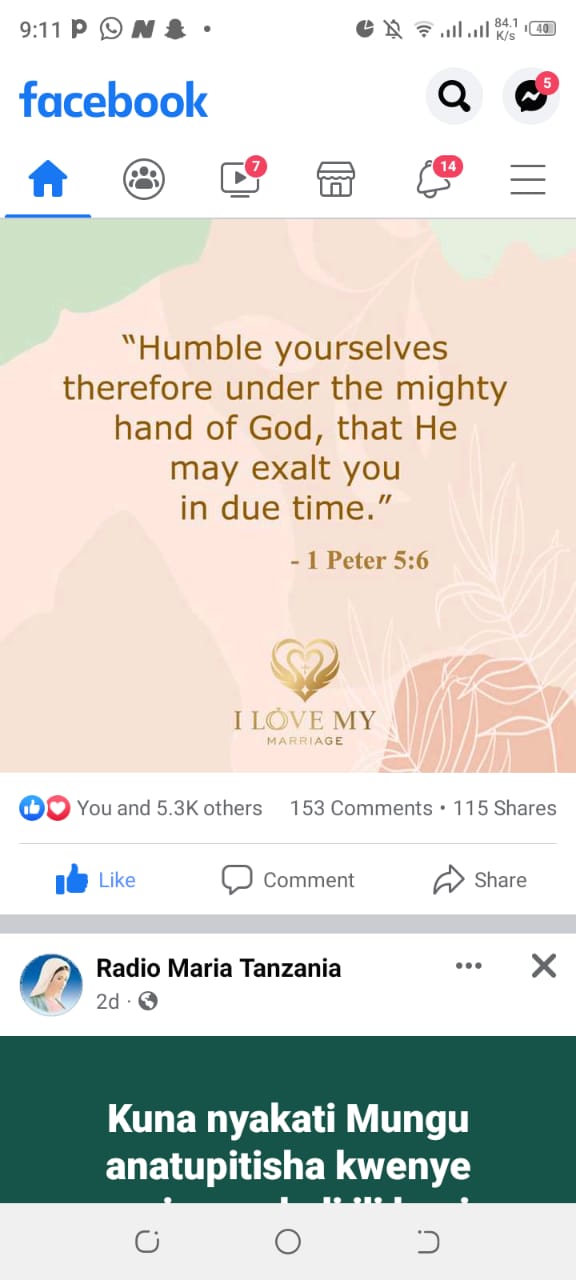 9:11
84.1
K/s
40
facebook
5
7
14
“Humble yourselves
therefore under the mighty
hand of God, that He
may exalt you
in due time.”
- 1 Peter 5:6
I LOVE MY
MARRIAGE
You and 5.3K others 153 Comments • 115 Shares
Like Comment Share
Radio Maria Tanzania
2d ·
Kuna nyakati Mungu
anatupitisha kwenye